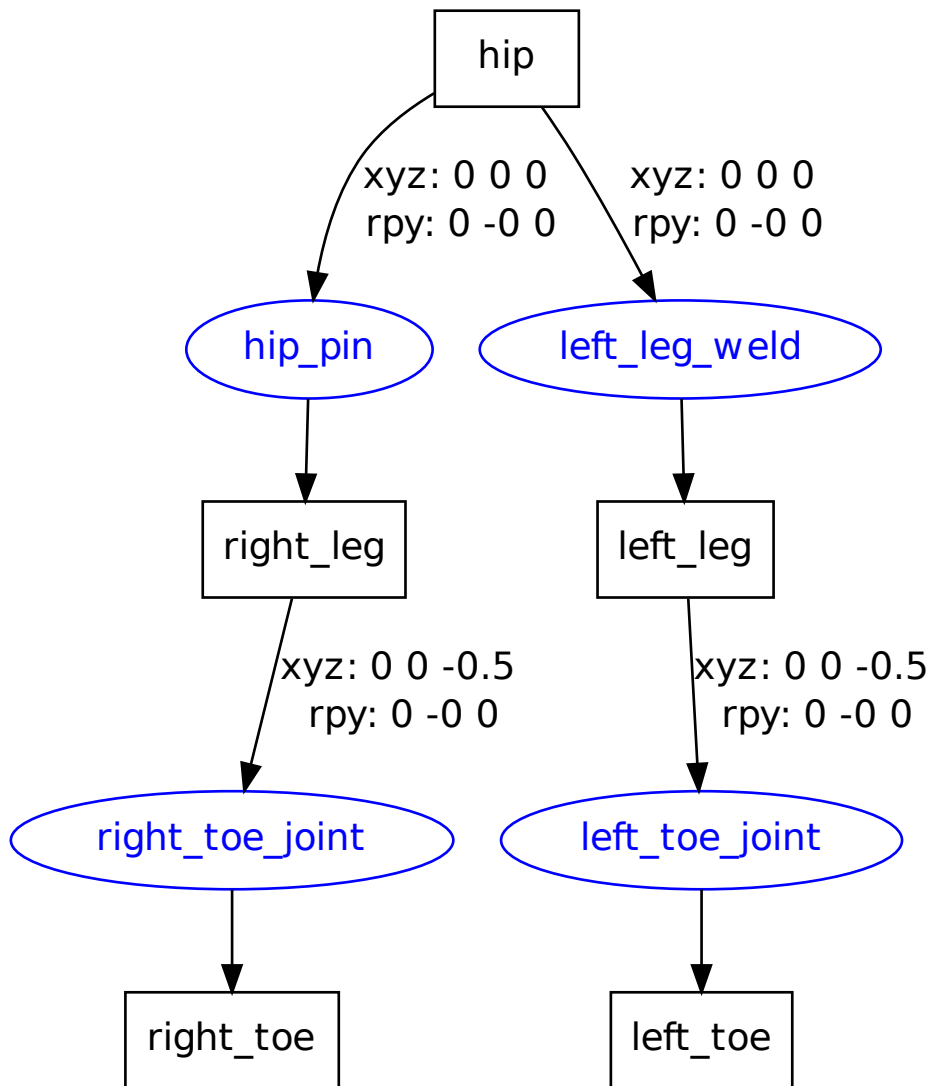 hip
xyz: 0 0 0
rpy: 0 -0 0
xyz: 0 0 0
rpy: 0 -0 0
hip_pin
left_leg_weld
right_leg
left_leg
xyz: 0 0 -0.5
rpy: 0 -0 0
xyz: 0 0 -0.5
rpy: 0 -0 0
right_toe_joint
left_toe_joint
right_toe
left_toe